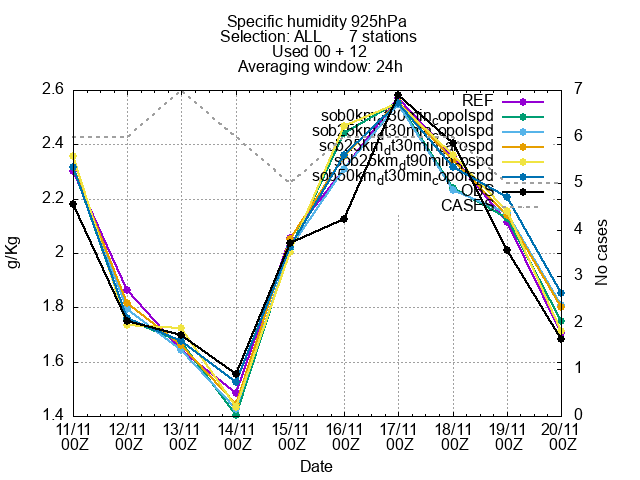 Specific humidity 925hPa
Selection: ALL 7 stations
Used 00 + 12
Averaging window: 24h
g/Kg
No cases
2.6
2.4
2.2
2
1.8
1.6
1.4
7
6
5
4
3
2
1
0
REF
sob0km
opolspd
OBS
CASES
11/11 12/11 13/11 14/11 15/11 16/11 17/11 18/11 19/11 20/11
00Z 00Z 00Z 00Z 00Z 00Z 00Z 00Z 00Z 00Z
Date